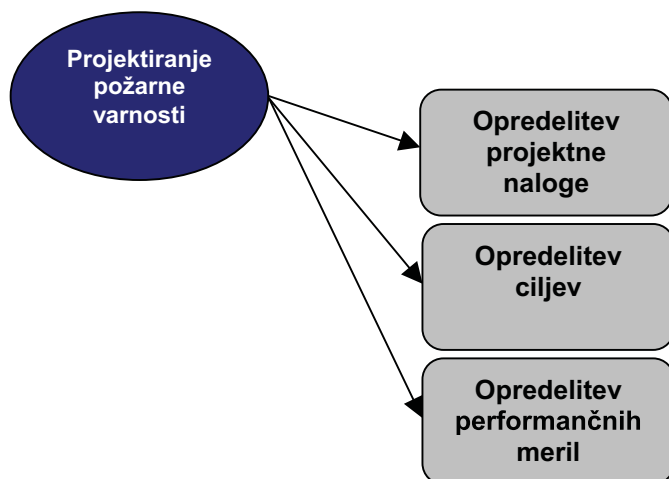 Projektiranje
požarne
varnosti
Opredelitev
projektne
naloge
Opredelitev
ciljev
Opredelitev
performančnih
meril